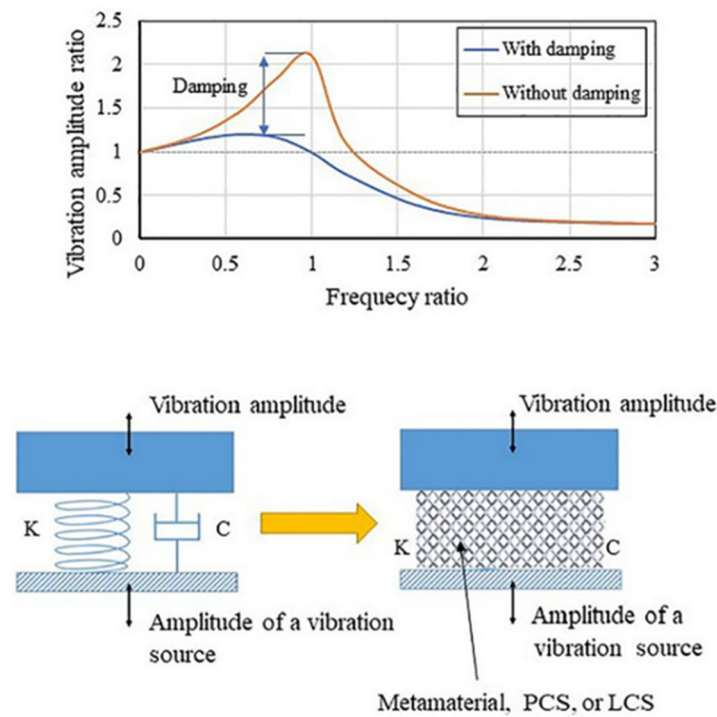 2.5
2
1.5
1
0.5
0
Vibration amplitude ratio
Damping
With damping
Without damping
0 0.5 1 1.5 2 2.5 3
Frequecy ratio
Vibration amplitude
K
C
Amplitude of a vibration
source
Vibration amplitude
K
C
Amplitude of a
vibration source
Metamaterial, PCS, or LCS